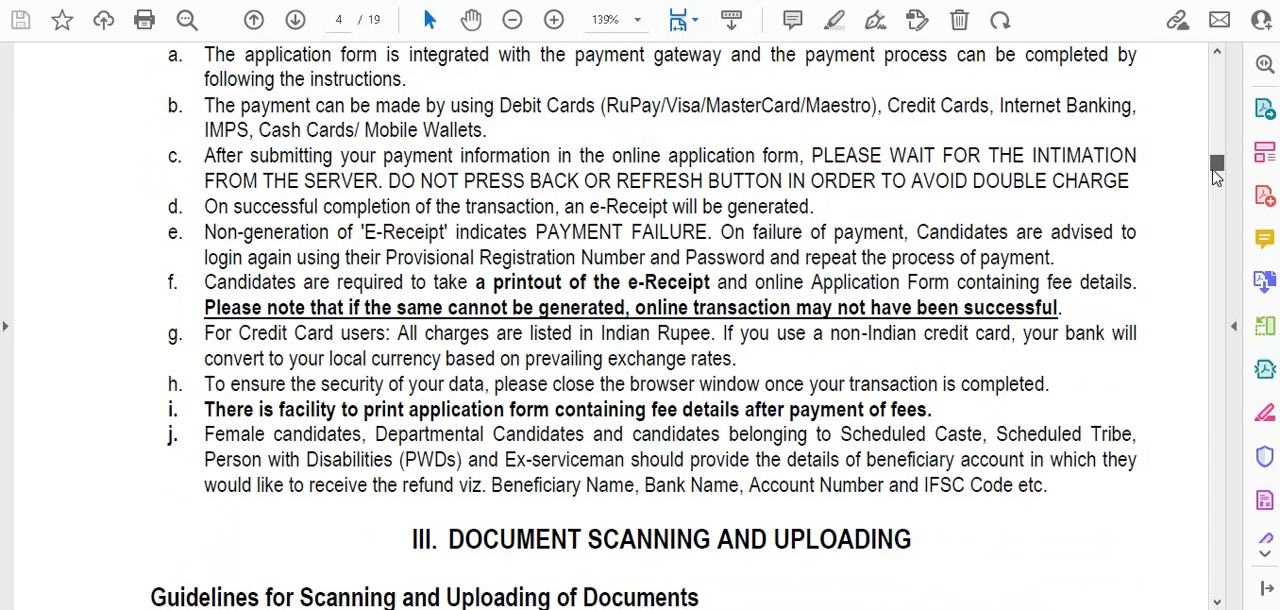 4 / 19
139%
a. The application form is integrated with the payment gateway and the payment process can be completed by
following the instructions.
b. The payment can be made by using Debit Cards (RuPay/Visa/MasterCard/Maestro), Credit Cards, Internet Banking,
IMPS, Cash Cards/ Mobile Wallets.
c. After submitting your payment information in the online application form, PLEASE WAIT FOR THE INTIMATION
FROM THE SERVER. DO NOT PRESS BACK OR REFRESH BUTTON IN ORDER TO AVOID DOUBLE CHARGE
d. On successful completion of the transaction, an e-Receipt will be generated.
e. Non-generation of 'E-Receipt' indicates PAYMENT FAILURE. On failure of payment, Candidates are advised to
login again using their Provisional Registration Number and Password and repeat the process of payment.
f. Candidates are required to take a printout of the e-Receipt and online Application Form containing fee details.
Please note that if the same cannot be generated, online transaction may not have been successful.
g. For Credit Card users: All charges are listed in Indian Rupee. If you use a non-Indian credit card, your bank will
convert to your local currency based on prevailing exchange rates.
h. To ensure the security of your data, please close the browser window once your transaction is completed.
i. There is facility to print application form containing fee details after payment of fees.
j. Female candidates, Departmental Candidates and candidates belonging to Scheduled Caste, Scheduled Tribe,
Person with Disabilities (PWDs) and Ex-serviceman should provide the details of beneficiary account in which they
would like to receive the refund viz. Beneficiary Name, Bank Name, Account Number and IFSC Code etc.
III. DOCUMENT SCANNING AND UPLOADING
Guidelines for Scanning and Uploading of Documents